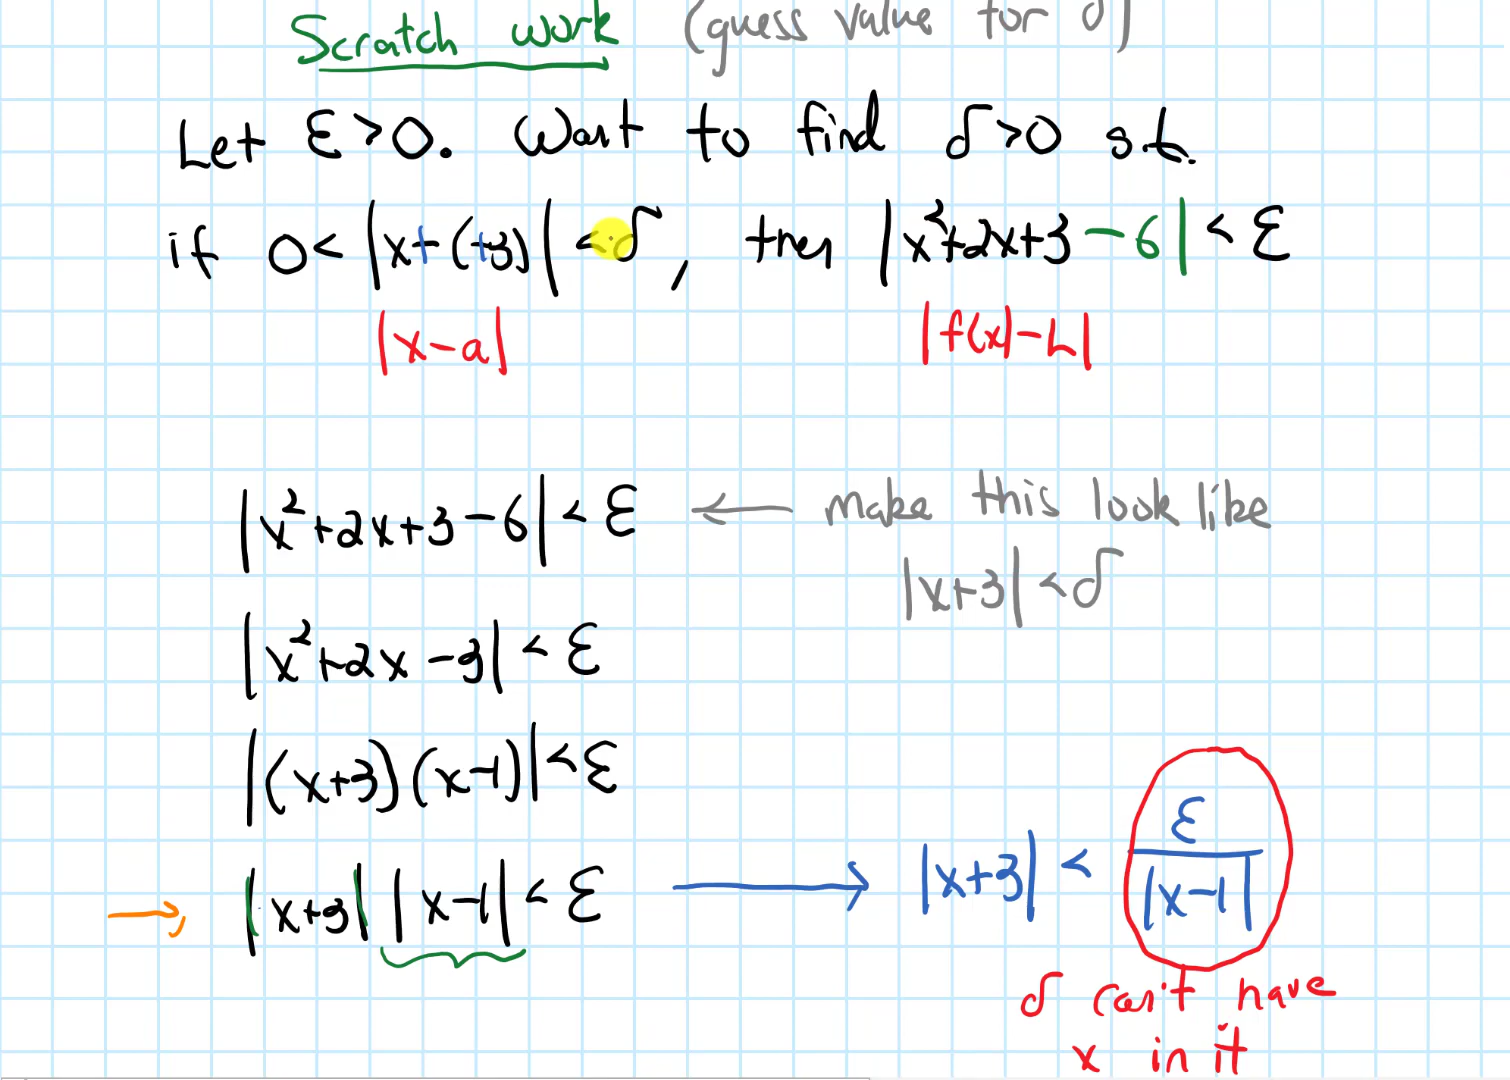 Scratch work (guess value for δ)
Let ε>0. Want to find δ>0 s.t.
if 0< |x+(+3)| <δ, then |x²+2x+3-6| < ε
|x-a| |f(x)-L|
|x²+2x+3-6| < ε ← make this look like
|x+3| <δ
|x²+2x-3| < ε
|(x+3)(x-1)| < ε
→ |x+3| |x-1| < ε → |x+3| < ε/|x-1|
δ can't have
x in it